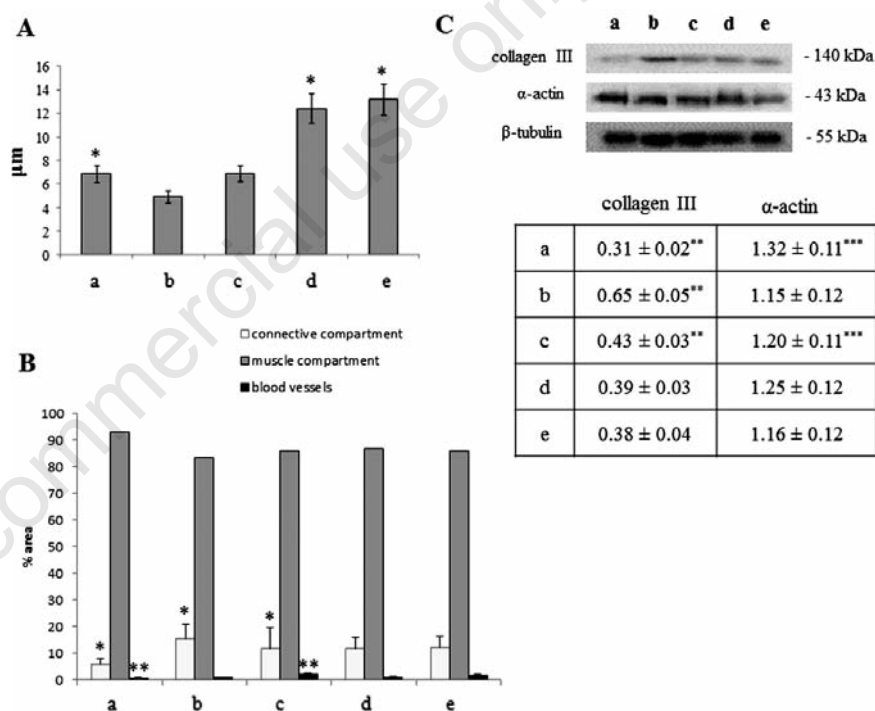 A
16
14
12
10
8
6
4
2
0
μm
*
*
*
a b c d e
connective compartment
muscle compartment
blood vessels
B
100
90
80
70
60
50
40
30
20
10
0
% area
*
**
*
*
**
a b c d e
C
a b c d e
collagen III - 140 kDa
α-actin - 43 kDa
β-tubulin - 55 kDa
collagen III α-actin
a 0.31 ± 0.02** 1.32 ± 0.11***
b 0.65 ± 0.05** 1.15 ± 0.12
c 0.43 ± 0.03** 1.20 ± 0.11***
d 0.39 ± 0.03 1.25 ± 0.12
e 0.38 ± 0.04 1.16 ± 0.12
commercial use on